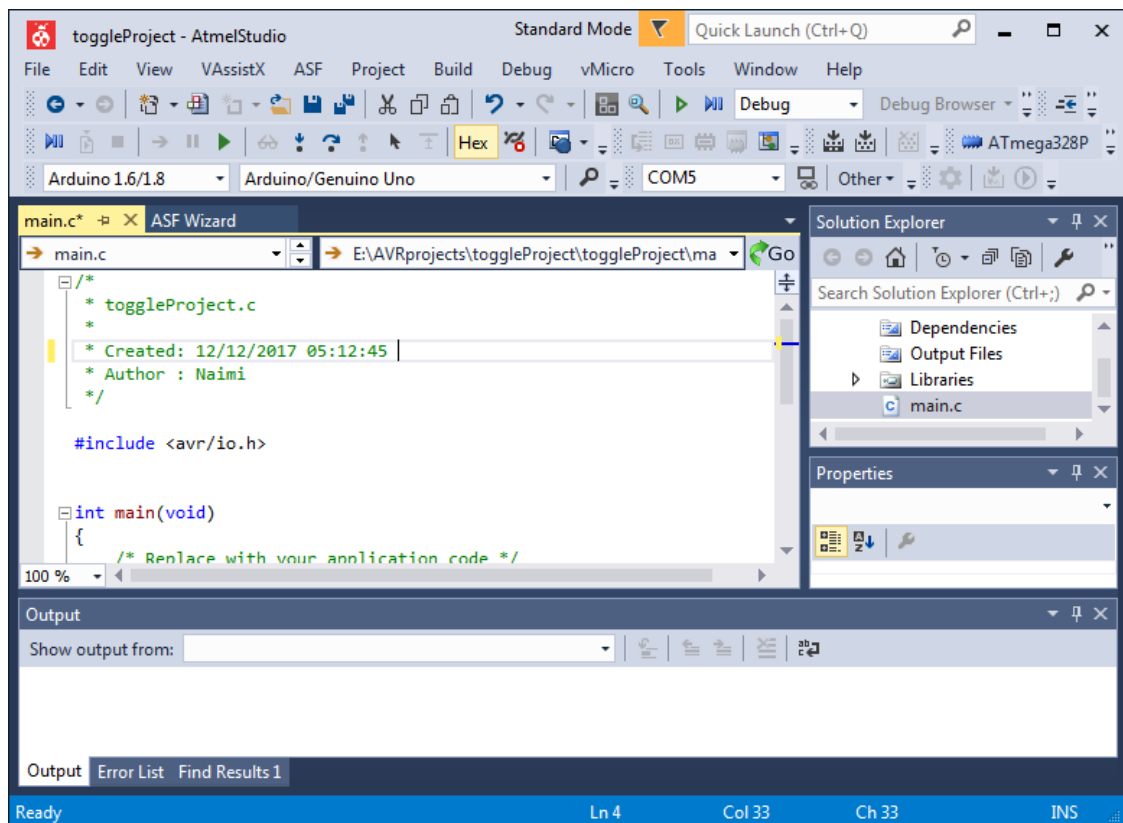 toggleProject - AtmelStudio
Standard Mode
Quick Launch (Ctrl+Q)
File Edit View VAssistX ASF Project Build Debug vMicro Tools Window Help
Debug
Debug Browser
Hex
ATmega328P
Arduino 1.6/1.8
Arduino/Genuino Uno
COM5
Other
main.c*
ASF Wizard
main.c
E:\AVRprojects\toggleProject\toggleProject\ma
Go
/*
* toggleProject.c
*
* Created: 12/12/2017 05:12:45
* Author : Naimi
*/
#include <avr/io.h>
int main(void)
{
/* Replace with your application code */
100 %
Solution Explorer
Search Solution Explorer (Ctrl+;)
Dependencies
Output Files
Libraries
main.c
Properties
Output
Show output from:
Output Error List Find Results 1
Ready Ln 4 Col 33 Ch 33 INS